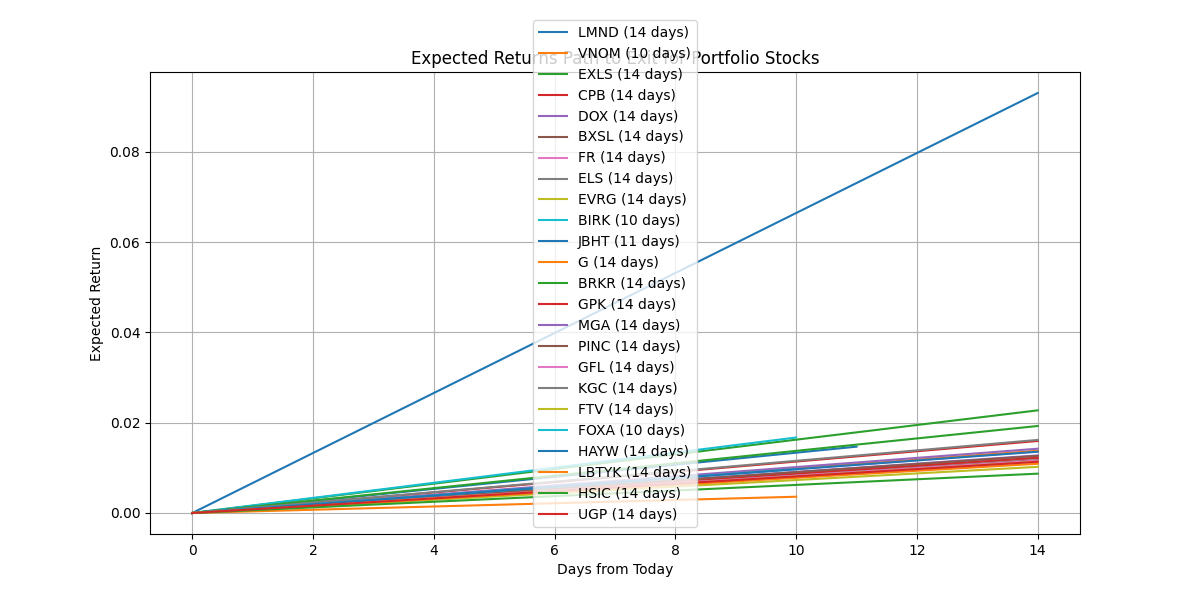 Expected Returns Path to Exit for Portfolio Stocks
LMND (14 days)
VNOM (10 days)
EXLS (14 days)
CPB (14 days)
DOX (14 days)
BXSL (14 days)
FR (14 days)
ELS (14 days)
EVRG (14 days)
BIRK (10 days)
JBHT (11 days)
G (14 days)
BRKR (14 days)
GPK (14 days)
MGA (14 days)
PINC (14 days)
GFL (14 days)
KGC (14 days)
FTV (14 days)
FOXA (10 days)
HAYW (14 days)
LBTYK (14 days)
HSIC (14 days)
UGP (14 days)
Expected Return
0.08
0.06
0.04
0.02
0.00
0 2 4 6 8 10 12 14
Days from Today